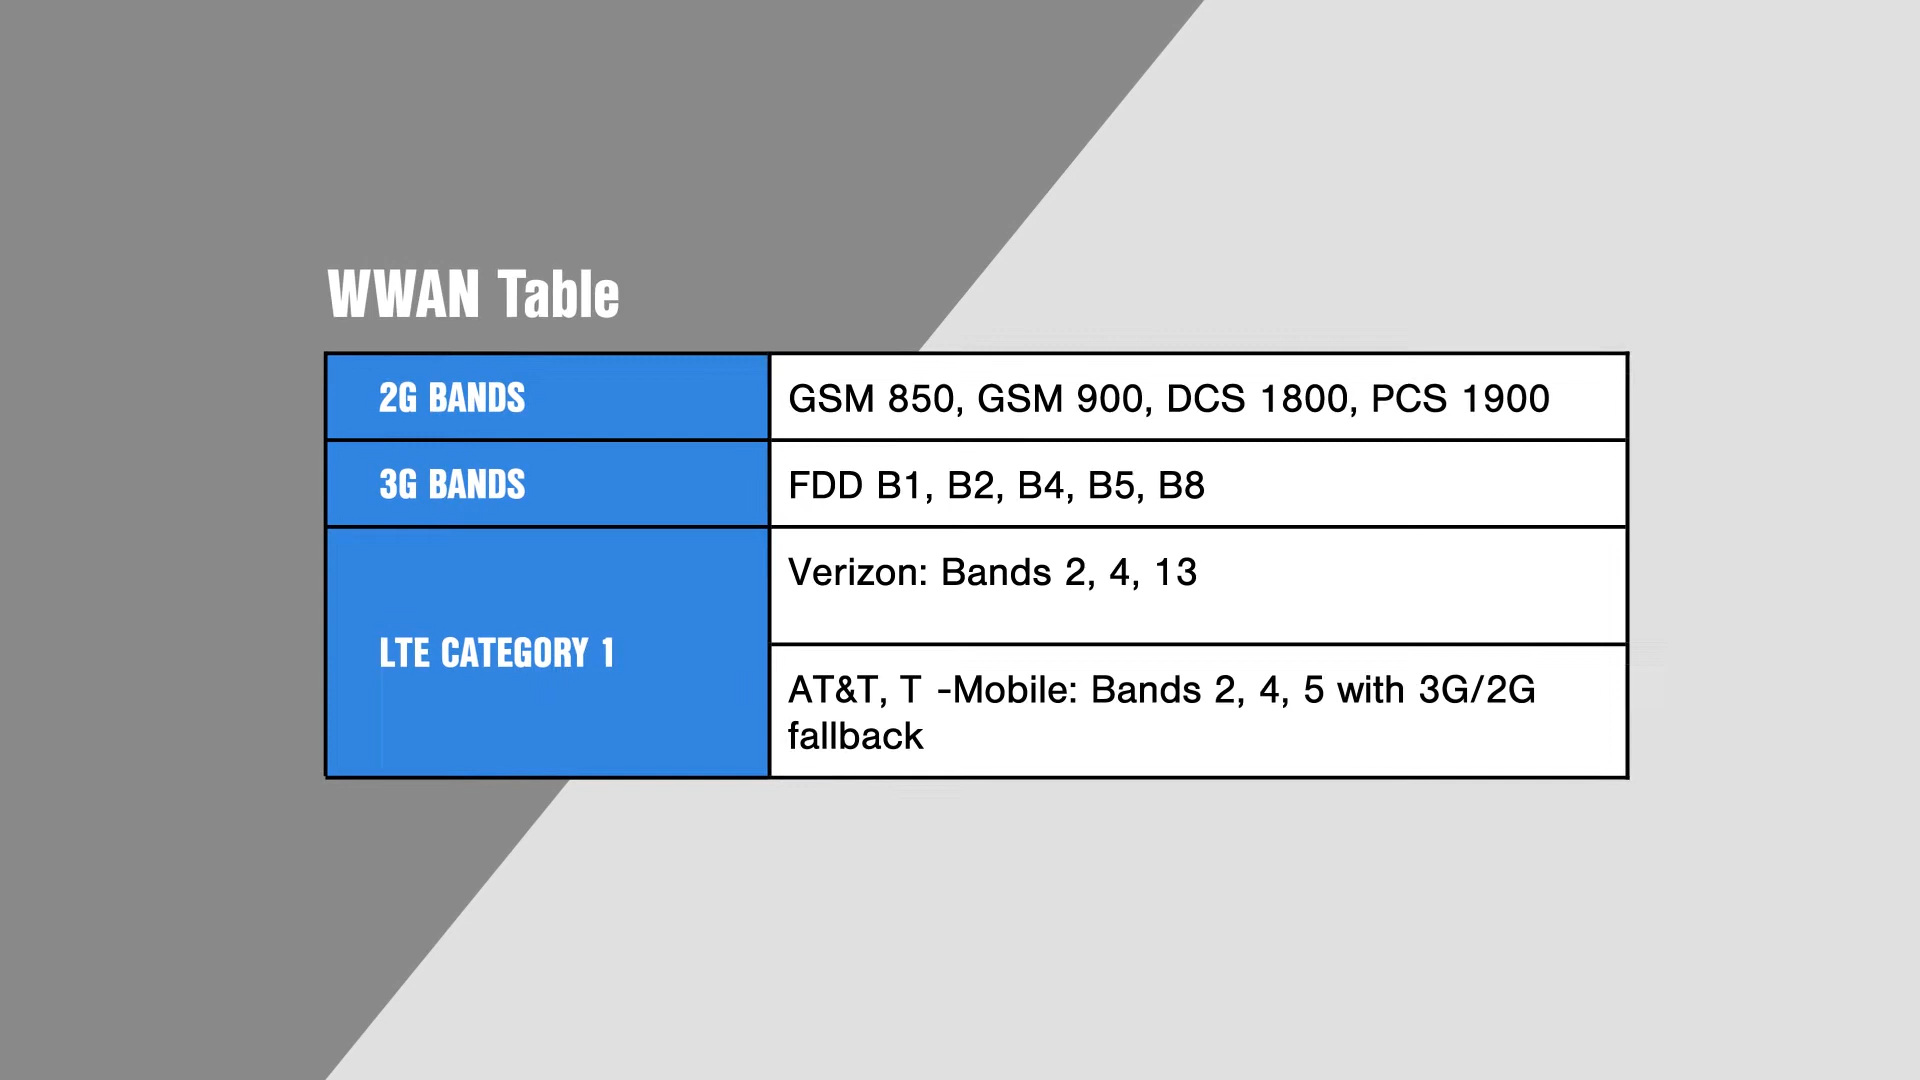 WWAN Table
2G BANDS
GSM 850, GSM 900, DCS 1800, PCS 1900
3G BANDS
FDD B1, B2, B4, B5, B8
LTE CATEGORY 1
Verizon: Bands 2, 4, 13
AT&T, T -Mobile: Bands 2, 4, 5 with 3G/2G
fallback